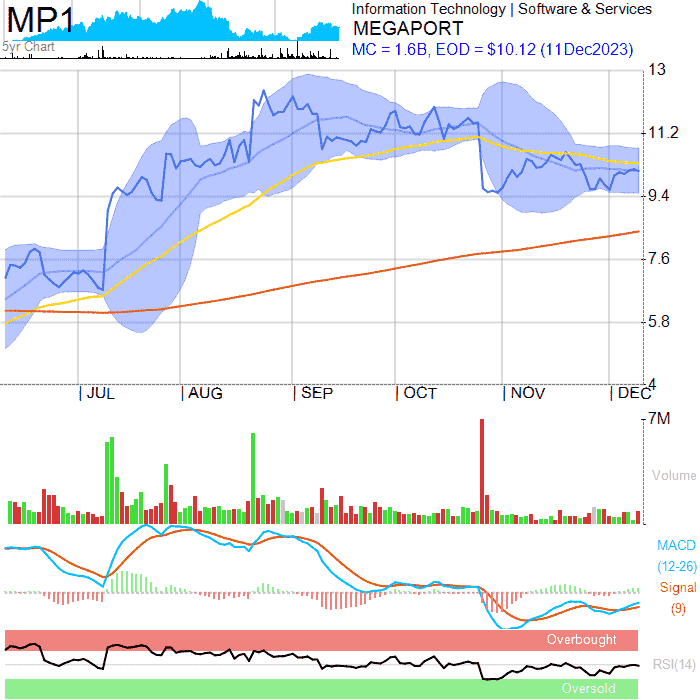 MP1
5yr Chart
Information Technology | Software & Services
MEGAPORT
MC = 1.6B, EOD = $10.12 (11Dec2023)
13
11.2
9.4
7.6
5.8
4
| JUL | AUG | SEP | OCT | NOV | DEC
7M
Volume
MACD
(12-26)
Signal
(9)
Overbought
RSI(14)
Oversold